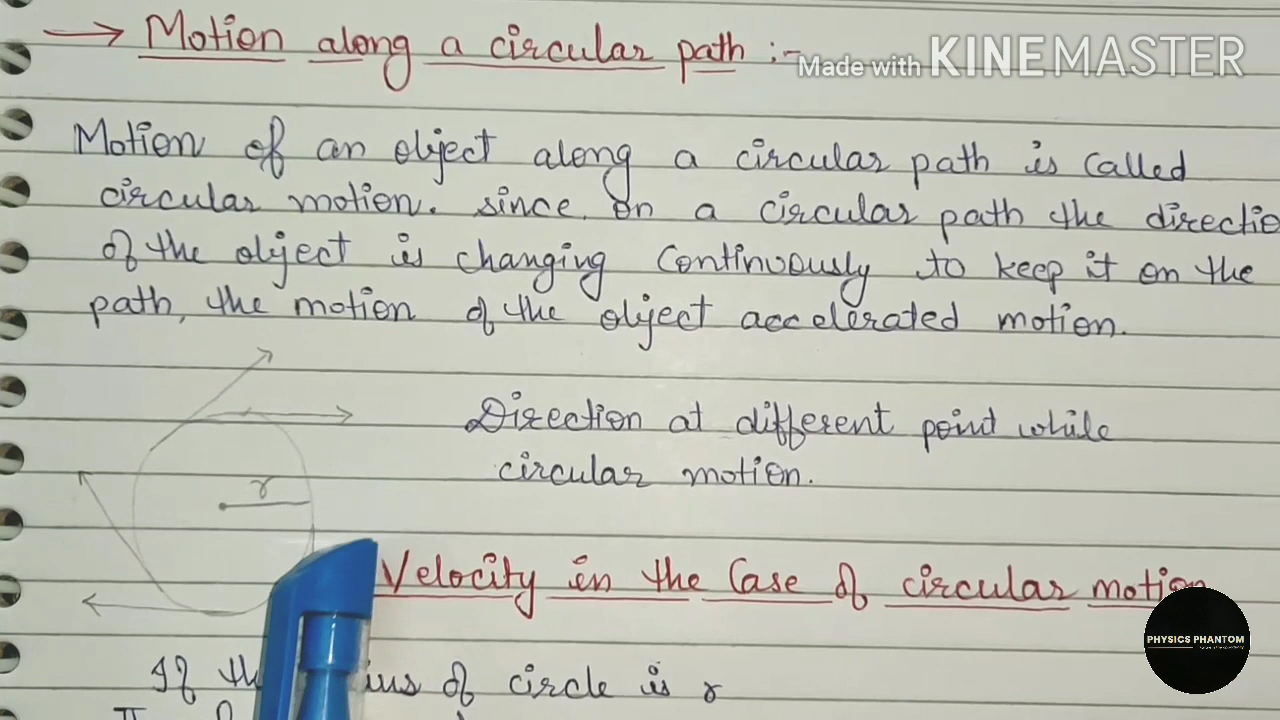 → Motion along a circular path :-
Made with KINEMASTER
Motion of an object along a circular path is called
circular motion. since on a circular path the directio
of the object is changing continuously to keep it on the
path, the motion of the object accelerated motion.
Direction at different point while
circular motion.
r
Velocity in the Case of circular motion
PHYSICS PHANTOM
If the ius of circle is r